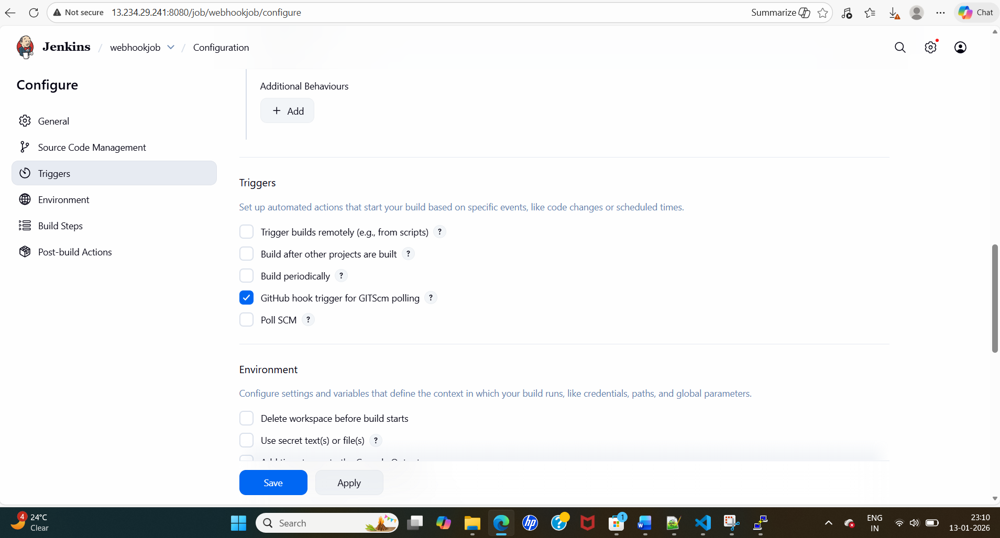 Not secure 13.234.29.241:8080/job/webhookjob/configure Summarize Chat
Jenkins / webhookjob / Configuration
Configure
General
Source Code Management
Triggers
Environment
Build Steps
Post-build Actions
Additional Behaviours
+ Add
Triggers
Set up automated actions that start your build based on specific events, like code changes or scheduled times.
Trigger builds remotely (e.g., from scripts) ?
Build after other projects are built ?
Build periodically ?
GitHub hook trigger for GITScm polling ?
Poll SCM ?
Environment
Configure settings and variables that define the context in which your build runs, like credentials, paths, and global parameters.
Delete workspace before build starts
Use secret text(s) or file(s) ?
Save Apply
4 24°C
Clear
Search
hp
?
1
W
ENG
IN
23:10
13-01-2026